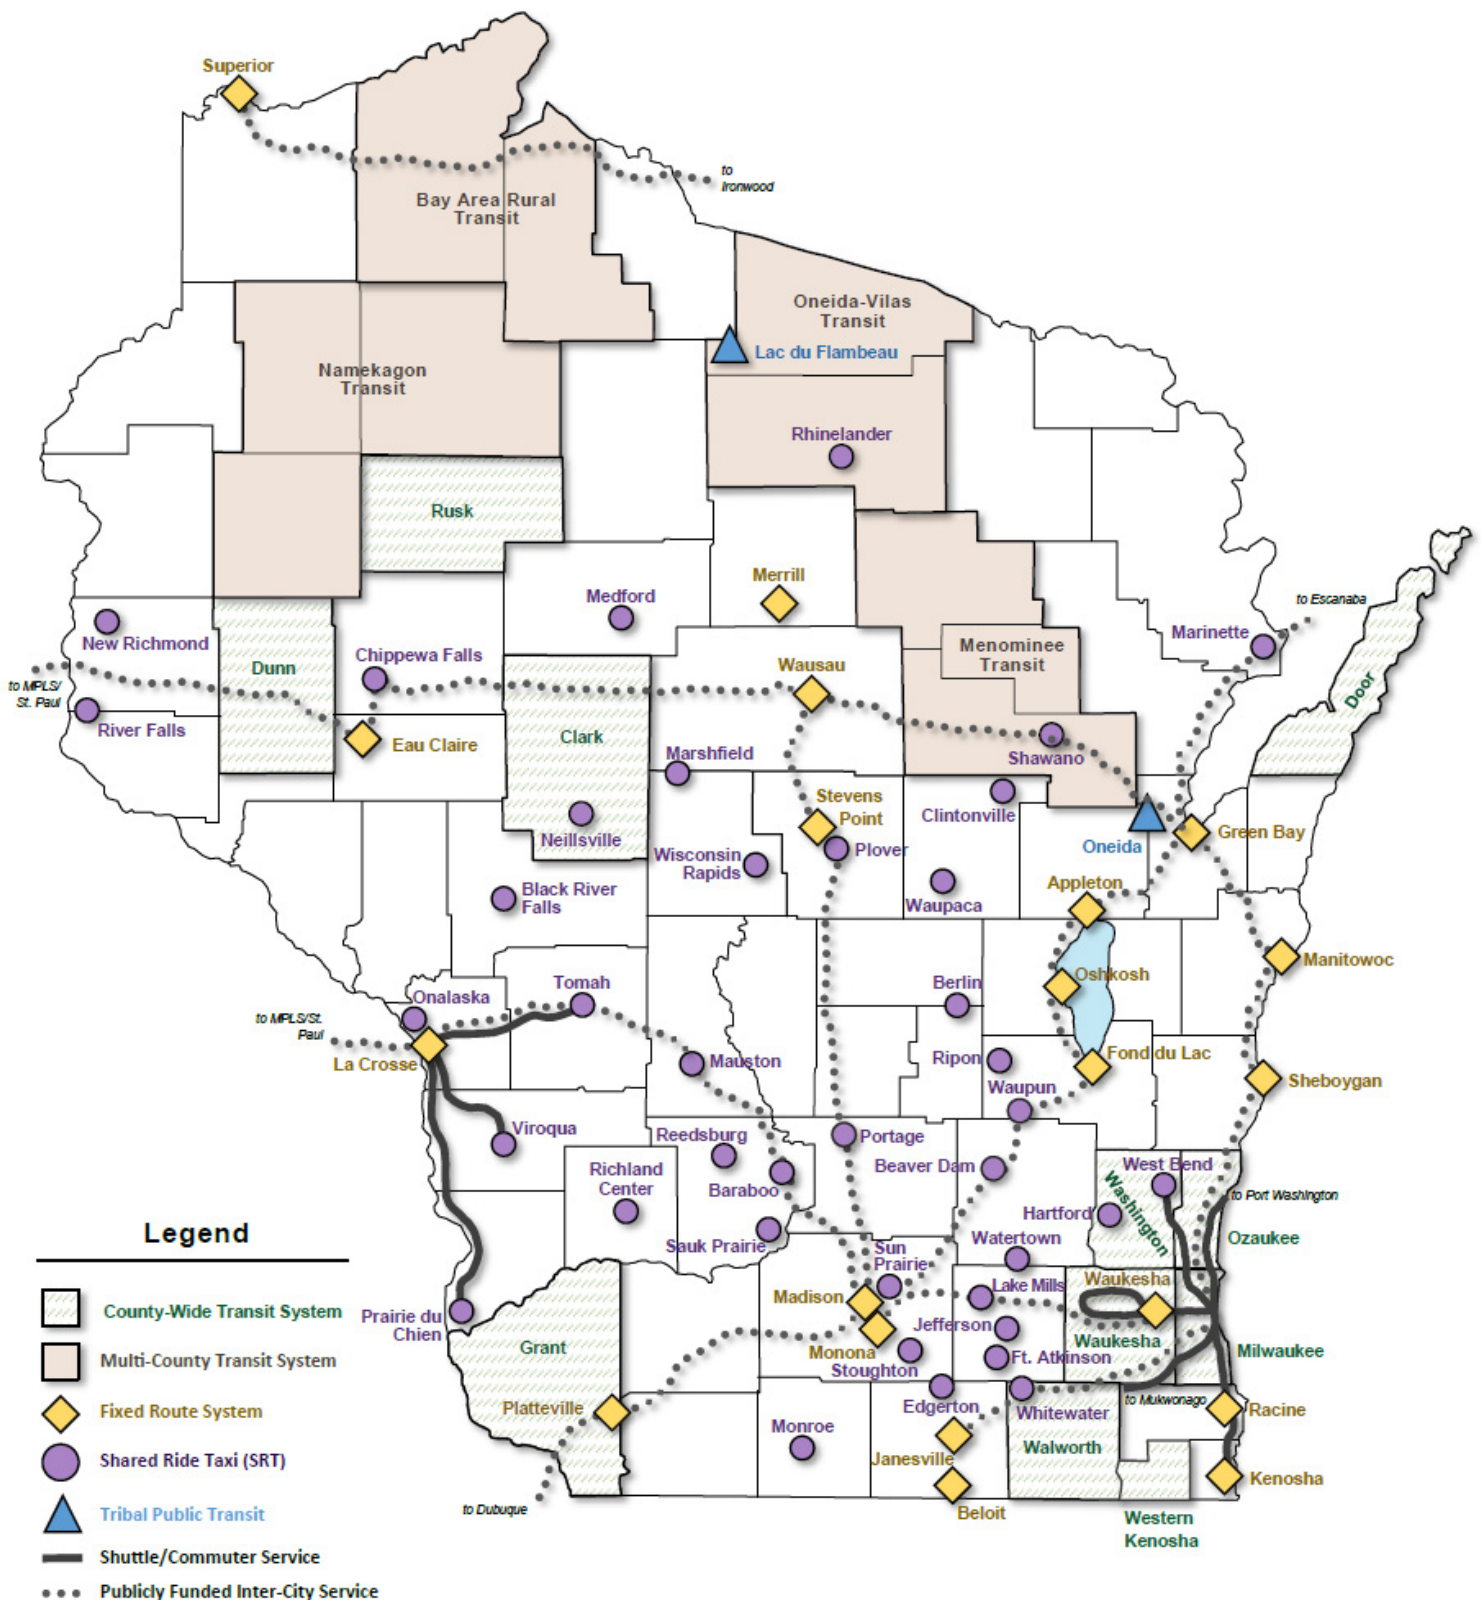 Superior
to
Ironwood
Bay Area Rural
Transit
Oneida-Vilas
Transit
Lac du Flambeau
Namekagon
Transit
Rhinelander
Rusk
Merrill
Medford
to Escanaba
New Richmond
Marinette
Menominee
Transit
Chippewa Falls
Dunn
Wausau
to MPLS/
St. Paul
Door
River Falls
Eau Claire
Clark
Marshfield
Shawano
Stevens
Point
Clintonville
Neillsville
Plover
Green Bay
Oneida
Wisconsin
Rapids
Black River
Falls
Appleton
Waupaca
Manitowoc
Oshkosh
Berlin
Tomah
Onalaska
to MPLS/St.
Paul
La Crosse
Mauston
Ripon
Fond du Lac
Sheboygan
Waupun
Viroqua
Reedsburg
Portage
Richland
Center
Baraboo
Beaver Dam
West Bend
Washington
to Port Washington
Hartford
Ozaukee
Sauk Prairie
Watertown
Sun
Prairie
Waukesha
Lake Mills
Madison
Prairie du
Chien
Jefferson
Waukesha
Grant
Monona
Stoughton
Ft. Atkinson
Milwaukee
Platteville
Edgerton
Whitewater
to Mukwonago
Racine
Monroe
Janesville
Walworth
Kenosha
to Dubuque
Beloit
Western
Kenosha
Legend
County-Wide Transit System
Multi-County Transit System
Fixed Route System
Shared Ride Taxi (SRT)
Tribal Public Transit
Shuttle/Commuter Service
Publicly Funded Inter-City Service